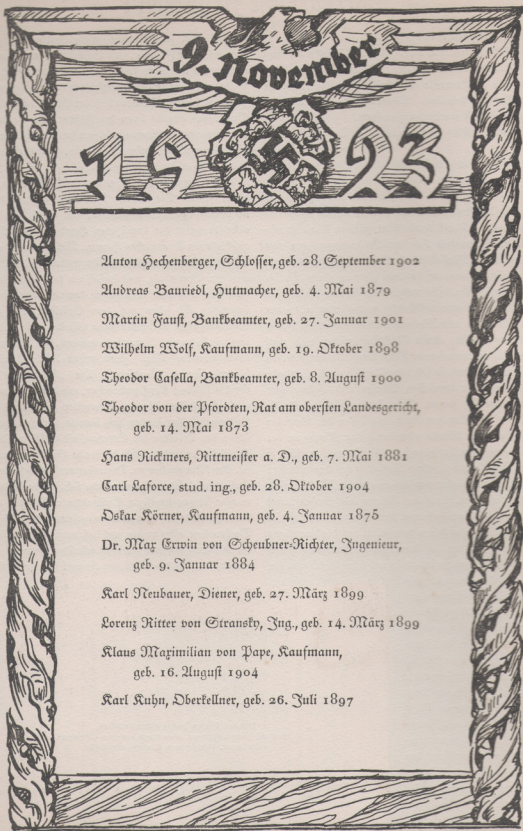 9. November
1923
Anton Hechenberger, Schlosser, geb. 28. September 1902
Andreas Bauriedl, Hutmacher, geb. 4. Mai 1879
Martin Faust, Bankbeamter, geb. 27. Januar 1901
Wilhelm Wolf, Kaufmann, geb. 19. Oktober 1898
Theodor Casella, Bankbeamter, geb. 8. August 1900
Theodor von der Pfordten, Rat am obersten Landesgericht,
geb. 14. Mai 1873
Hans Rickmers, Rittmeister a. D., geb. 7. Mai 1881
Carl Laforce, stud. ing., geb. 28. Oktober 1904
Oskar Körner, Kaufmann, geb. 4. Januar 1875
Dr. Max Erwin von Scheubner-Richter, Ingenieur,
geb. 9. Januar 1884
Karl Neubauer, Diener, geb. 27. März 1899
Lorenz Ritter von Stransky, Ing., geb. 14. März 1899
Klaus Maximilian von Pape, Kaufmann,
geb. 16. August 1904
Karl Kuhn, Oberkellner, geb. 26. Juli 1897